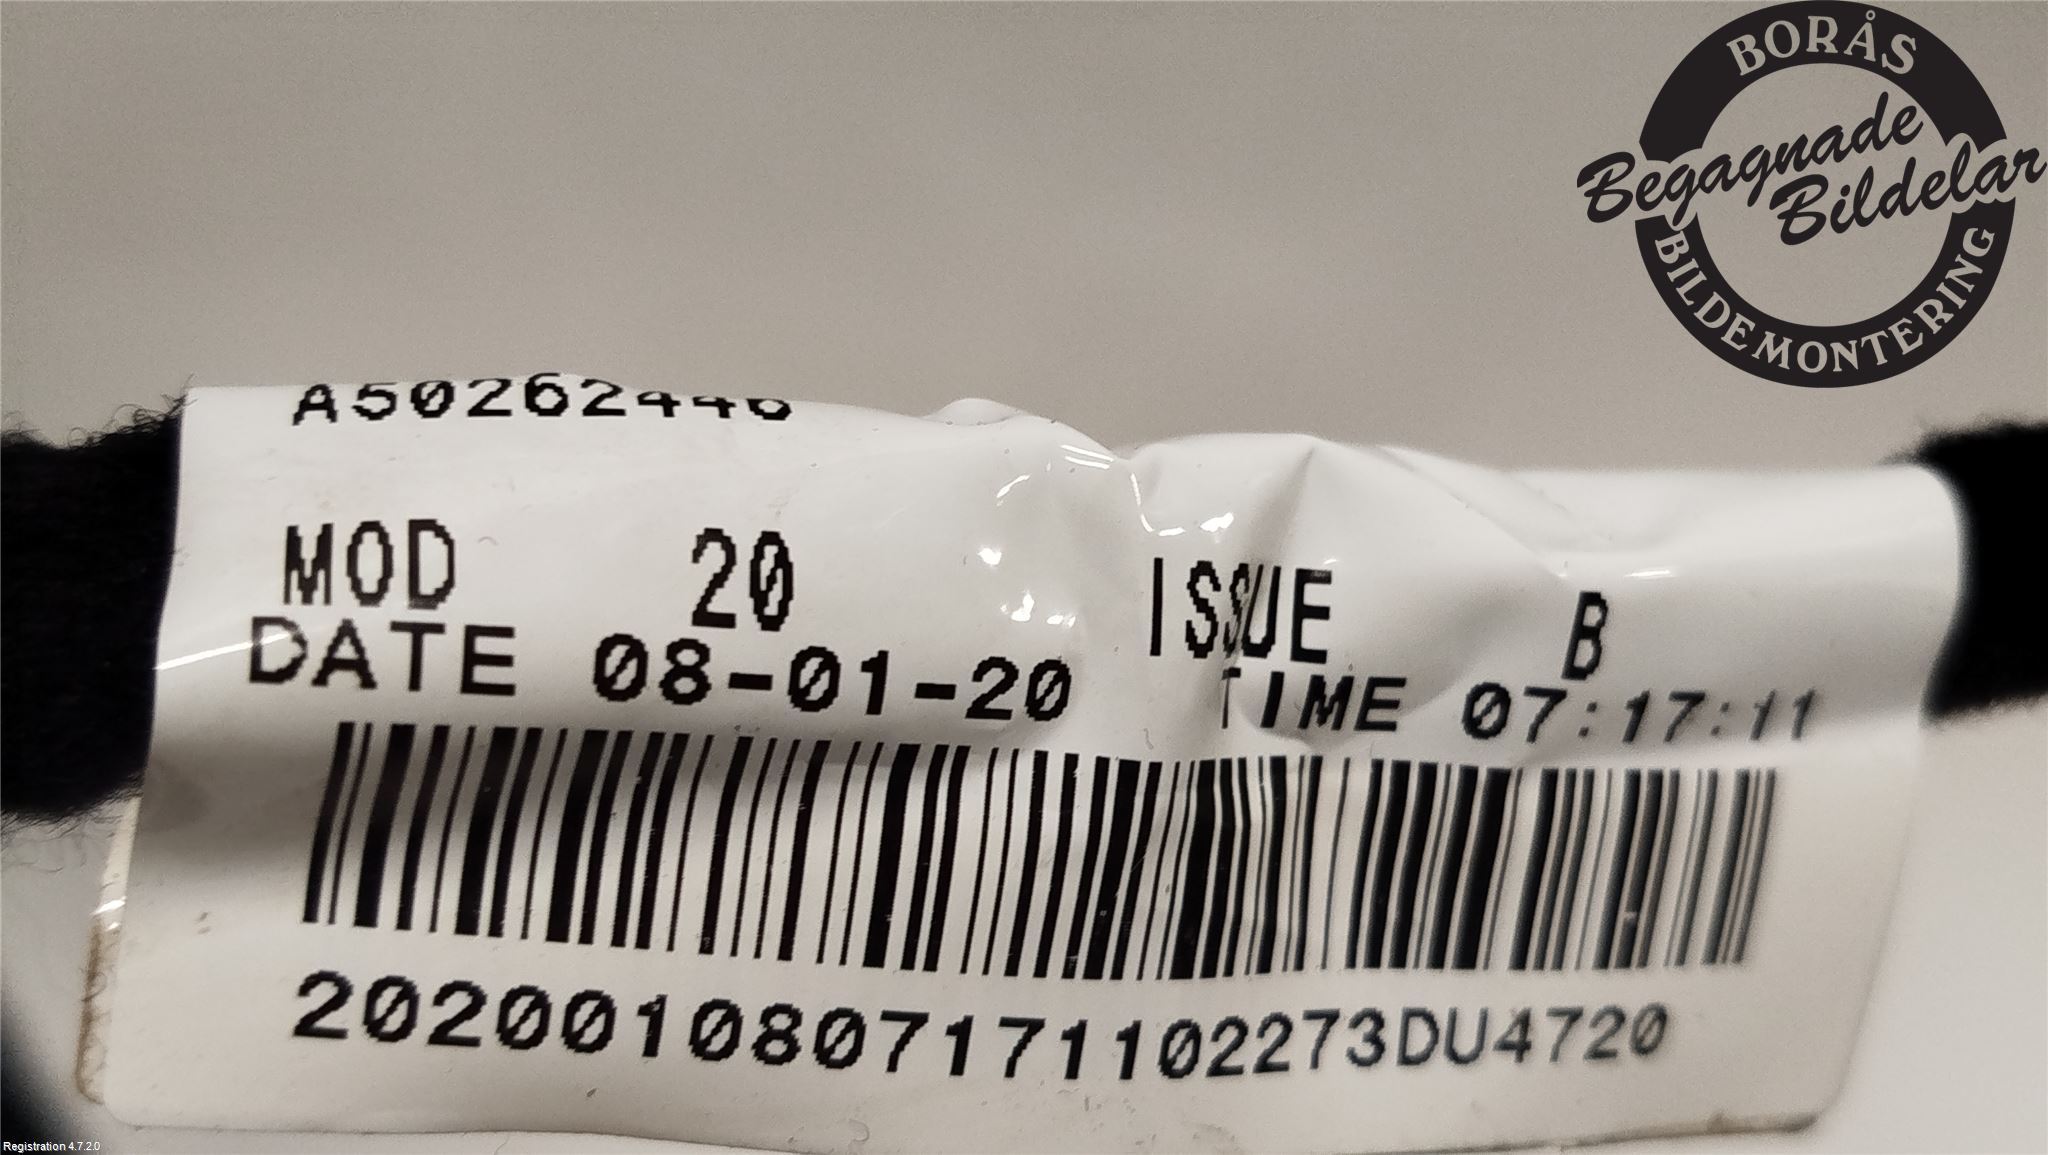 BORÅS
Begagnade
Bildelar
BILDEMONTERING
MOD 20 ISSUE B
DATE 08-01-20 TIME 07:17:11
2020010807171102273DU4720
Registration 4.7.2.0